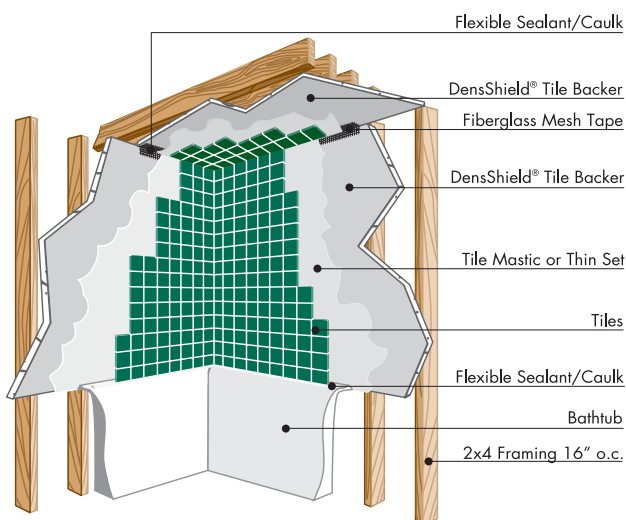 Flexible Sealant/Caulk
DensShield® Tile Backer
Fiberglass Mesh Tape
DensShield® Tile Backer
Tile Mastic or Thin Set
Tiles
Flexible Sealant/Caulk
Bathtub
2x4 Framing 16” o.c.